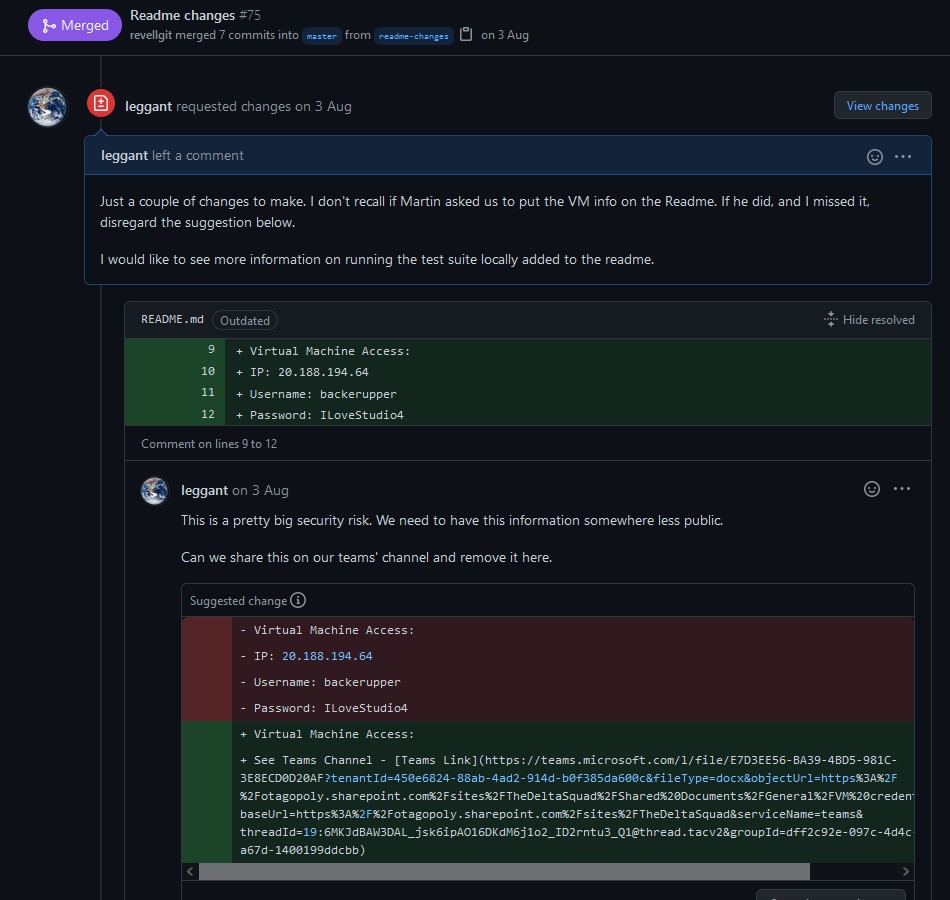 Merged
Readme changes #75
revellgit merged 7 commits into master from readme-changes on 3 Aug
leggant requested changes on 3 Aug
View changes
leggant left a comment
Just a couple of changes to make. I don't recall if Martin asked us to put the VM info on the Readme. If he did, and I missed it,
disregard the suggestion below.
I would like to see more information on running the test suite locally added to the readme.
README.md Outdated
Hide resolved
9 + Virtual Machine Access:
10 + IP: 20.188.194.64
11 + Username: backerupper
12 + Password: ILoveStudio4
Comment on lines 9 to 12
leggant on 3 Aug
This is a pretty big security risk. We need to have this information somewhere less public.
Can we share this on our teams' channel and remove it here.
Suggested change
- Virtual Machine Access:
- IP: 20.188.194.64
- Username: backerupper
- Password: ILoveStudio4
+ Virtual Machine Access:
+ See Teams Channel - [Teams Link](https://teams.microsoft.com/l/file/E7D3EE56-BA39-4BD5-981C-
3E8ECD0D20AF?tenantId=450e6824-88ab-4ad2-914d-b0f385da600c&fileType=docx&objectUrl=https%3A%2F
%2Fotagopoly.sharepoint.com%2Fsites%2FTheDeltaSquad%2FShared%20Documents%2FGeneral%2FVM%20creden
baseUrl=https%3A%2F%2Fotagopoly.sharepoint.com%2Fsites%2FTheDeltaSquad&serviceName=teams&
threadId=19:6MKJdBAW3DAL_jsk6ipAO16DKdM6j1o2_ID2rntu3_Q1@thread.tacv2&groupId=dff2c92e-097c-4d4c-
a67d-1400199ddcbb)